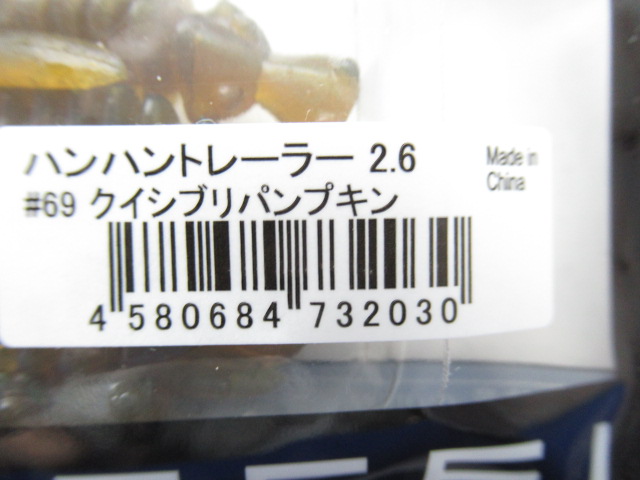 ハンハントレーラー 2.6
Made in
China
#69 クイシブリパンプキン
4 580684 732030